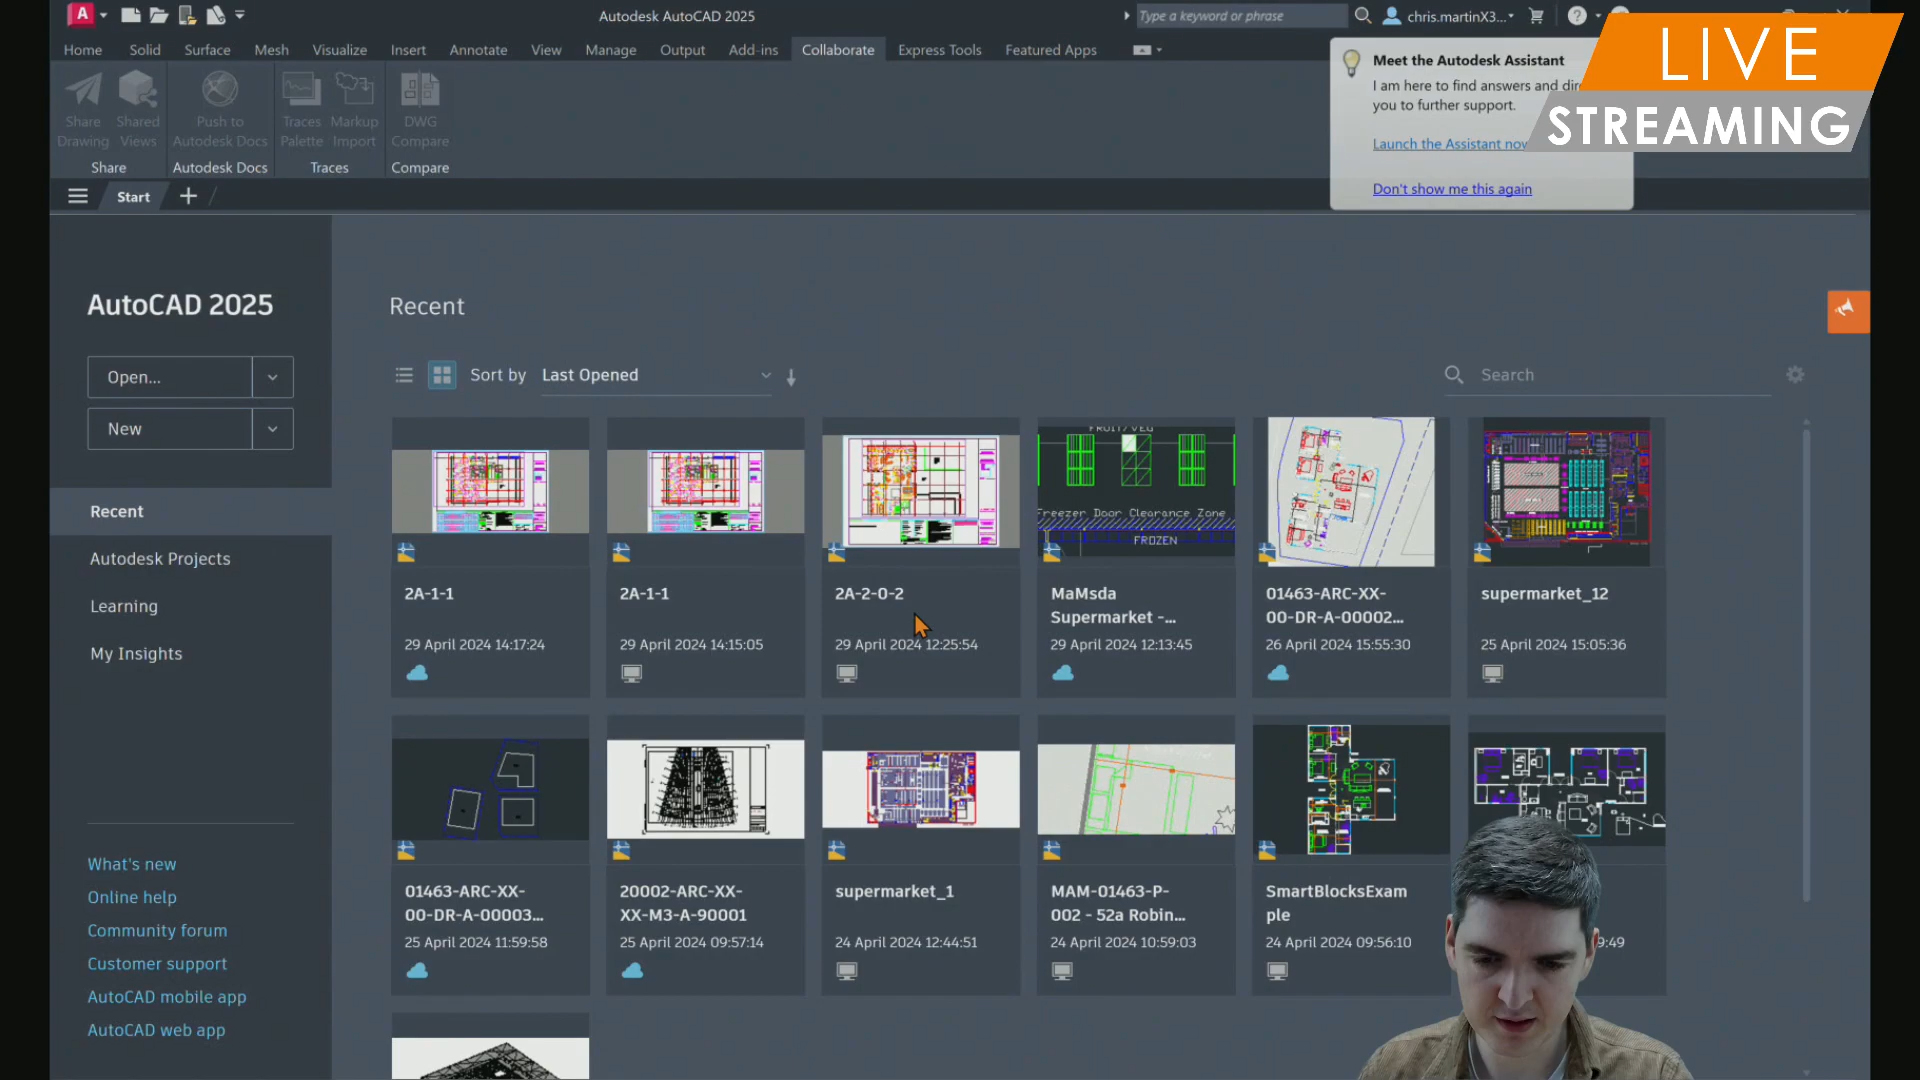 A
Autodesk AutoCAD 2025
Type a keyword or phrase
chris.martinX3...
Home
Solid
Surface
Mesh
Visualize
Insert
Annotate
View
Manage
Output
Add-ins
Collaborate
Express Tools
Featured Apps
LIVE
STREAMING
Share
Drawing
Shared
Views
Push to
Autodesk Docs
Traces
Palette
Markup
Import
DWG
Compare
Share
Autodesk Docs
Traces
Compare
Meet the Autodesk Assistant
I am here to find answers and
you to further support.
Launch the Assistant
Don't show me this again
Start
AutoCAD 2025
Open...
New
Recent
Autodesk Projects
Learning
My Insights
What's new
Online help
Community forum
Customer support
AutoCAD mobile app
AutoCAD web app
Recent
Sort by
Last Opened
Search
FRUIT/VEG
Freezer Door Clearance Zone
FROZEN
2A-1-1
29 April 2024 14:17:24
2A-1-1
29 April 2024 14:15:05
2A-2-0-2
29 April 2024 12:25:54
MaMsda
Supermarket -...
29 April 2024 12:13:45
01463-ARC-XX-
00-DR-A-00002...
26 April 2024 15:55:30
supermarket_12
25 April 2024 15:05:36
01463-ARC-XX-
00-DR-A-00003...
25 April 2024 11:59:58
20002-ARC-XX-
XX-M3-A-90001
25 April 2024 09:57:14
supermarket_1
24 April 2024 12:44:51
MAM-01463-P-
002 - 52a Robin...
24 April 2024 10:59:03
SmartBlocksExam
ple
24 April 2024 09:56:10
9:49